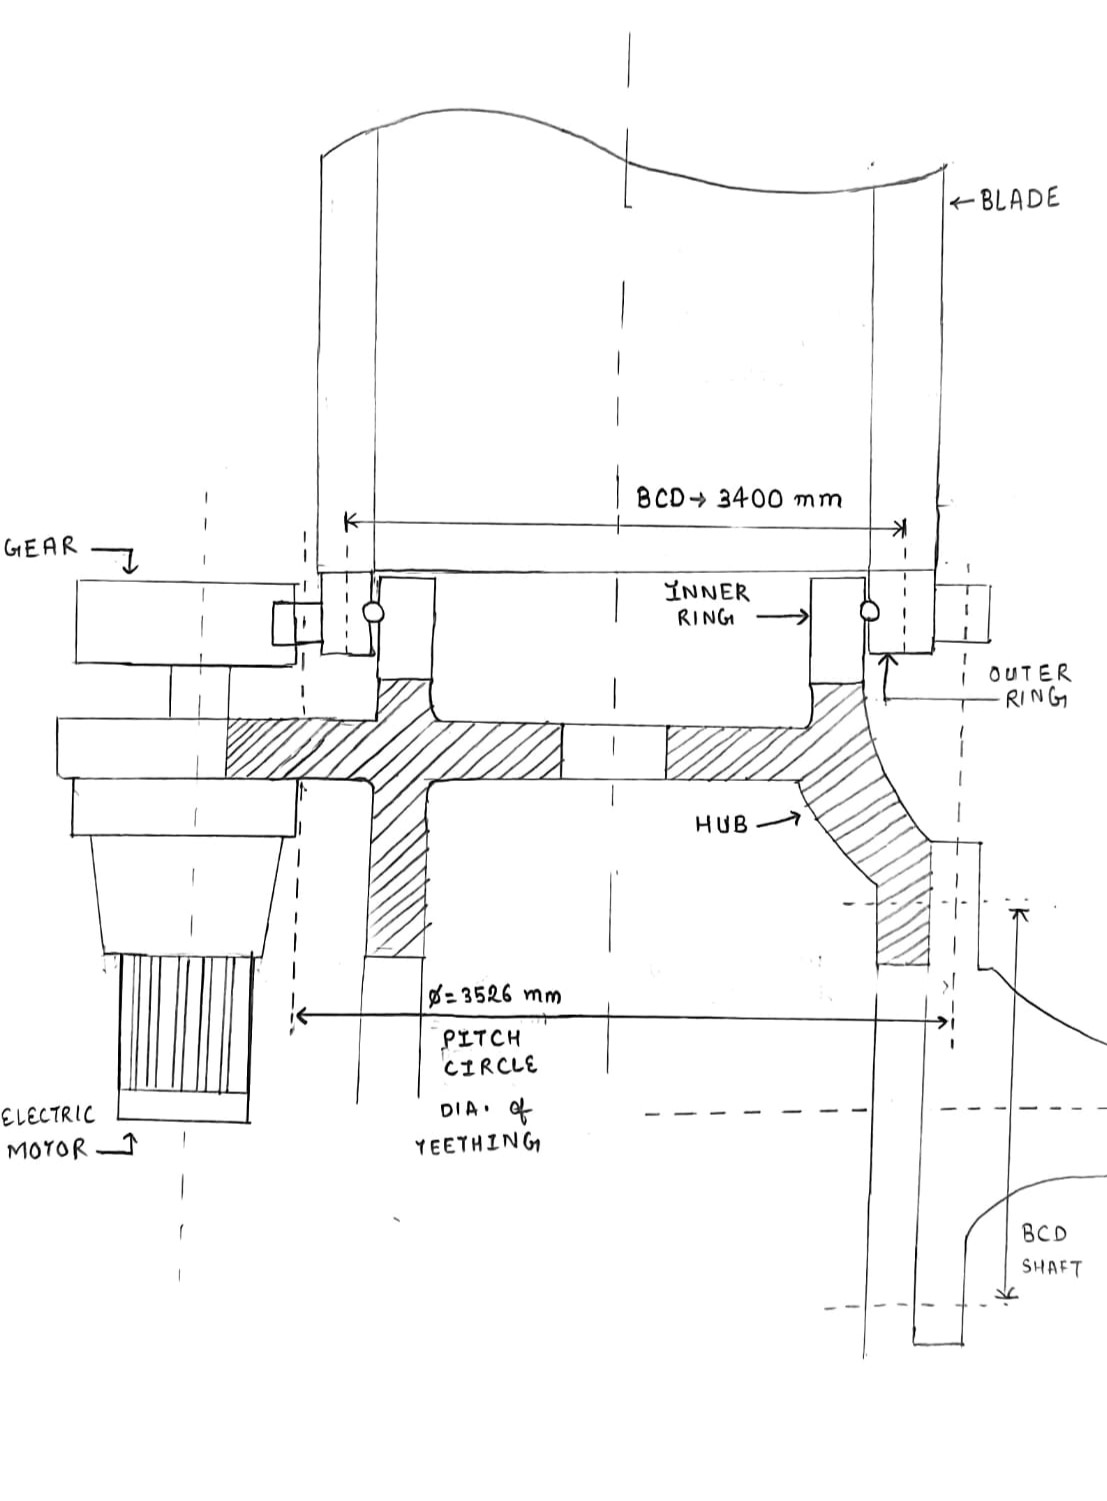 ← BLADE
BCD → 3400 mm
GEAR
INNER
RING
OUTER
RING
HUB
Ø = 3526 mm
PITCH
CIRCLE
DIA. of
TEETHING
ELECTRIC
MOTOR
BCD
SHAFT